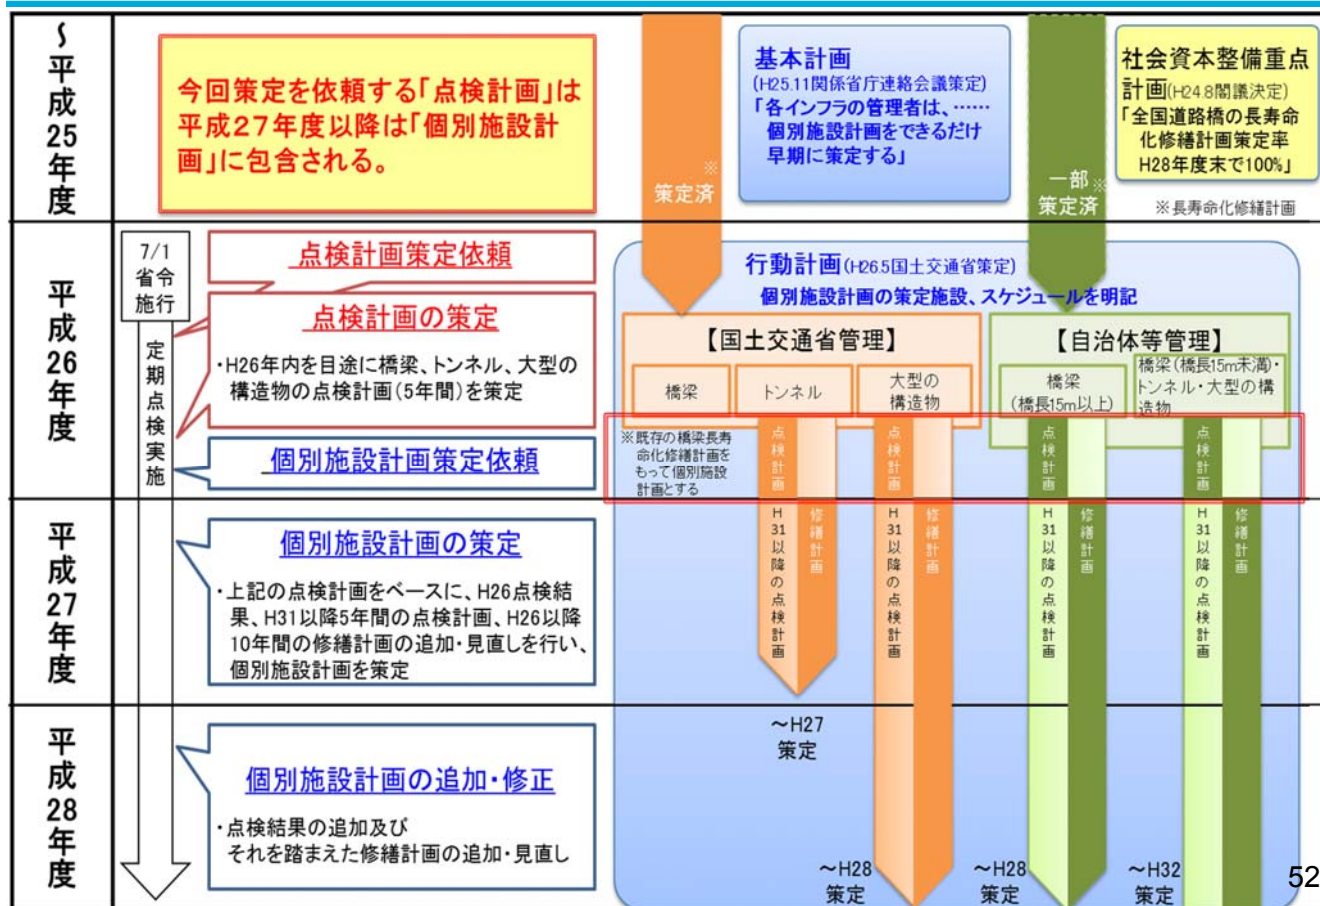 ~平成25年度
今回策定を依頼する「点検計画」は
平成27年度以降は「個別施設計
画」に包含される。
※
策定済
基本計画
(H25.11関係省庁連絡会議策定)
「各インフラの管理者は、……
個別施設計画をできるだけ
早期に策定する」
一部※
策定済
社会資本整備重点
計画(H24.8閣議決定)
「全国道路橋の長寿命
化修繕計画策定率
H28年度末で100%」
※長寿命化修繕計画
平成26年度
7/1
省令
施行
定期点検実施
点検計画策定依頼
点検計画の策定
・H26年内を目途に橋梁、トンネル、大型の
構造物の点検計画(5年間)を策定
個別施設計画策定依頼
行動計画(H26.5国土交通省策定)
個別施設計画の策定施設、スケジュールを明記
【国土交通省管理】
橋梁
トンネル
大型の
構造物
【自治体等管理】
橋梁
(橋長15m以上)
橋梁(橋長15m未満)・
トンネル・大型の構
造物
※既存の橋梁長寿
命化修繕計画を
もって個別施設
計画とする
点検計画
点検計画
点検計画
点検計画
平成27年度
個別施設計画の策定
・上記の点検計画をベースに、H26点検結
果、H31以降5年間の点検計画、H26以降
10年間の修繕計画の追加・見直しを行い、
個別施設計画を策定
H31以降の点検計画
修繕計画
H31以降の点検計画
修繕計画
H31以降の点検計画
修繕計画
H31以降の点検計画
修繕計画
平成28年度
個別施設計画の追加・修正
・点検結果の追加及び
それを踏まえた修繕計画の追加・見直し
~H27
策定
~H28
策定
~H28
策定
~H32
策定
52